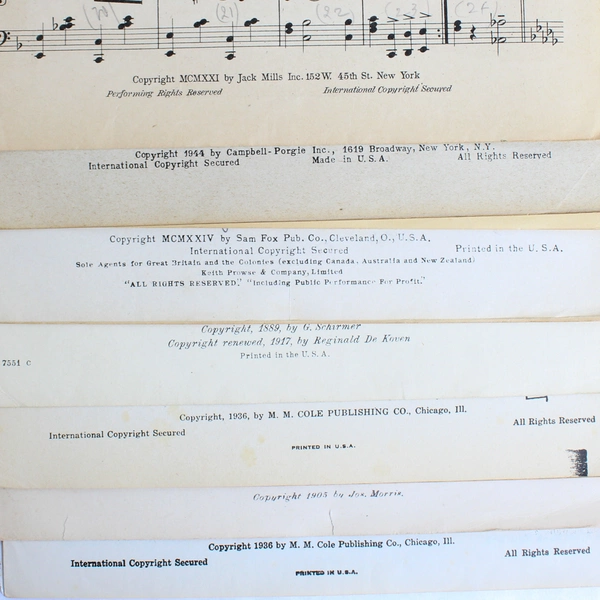 (20) (21) (22) (23) (24)
Copyright MCMXXI by Jack Mills Inc. 152 W. 45th St. New York
Performing Rights Reserved International Copyright Secured
Copyright 1944 by Campbell-Porgie Inc., 1619 Broadway, New York, N.Y.
International Copyright Secured Made in U.S.A. All Rights Reserved
Copyright MCMXXIV by Sam Fox Pub. Co., Cleveland, O., U.S.A.
International Copyright Secured Printed in the U.S.A.
Sole Agents for Great Britain and the Colonies (excluding Canada, Australia and New Zealand)
Keith Prowse & Company, Limited
"ALL RIGHTS RESERVED," "Including Public Performance For Profit."
Copyright, 1889, by G. Schirmer
Copyright renewed, 1917, by Reginald De Koven
Printed in the U.S.A.
7551 c
Copyright, 1936, by M. M. COLE PUBLISHING CO., Chicago, Ill.
International Copyright Secured All Rights Reserved
PRINTED IN U.S.A.
Copyright 1905 by Jos. Morris.
Copyright 1936 by M. M. Cole Publishing Co., Chicago, Ill.
International Copyright Secured All Rights Reserved
PRINTED IN U.S.A.